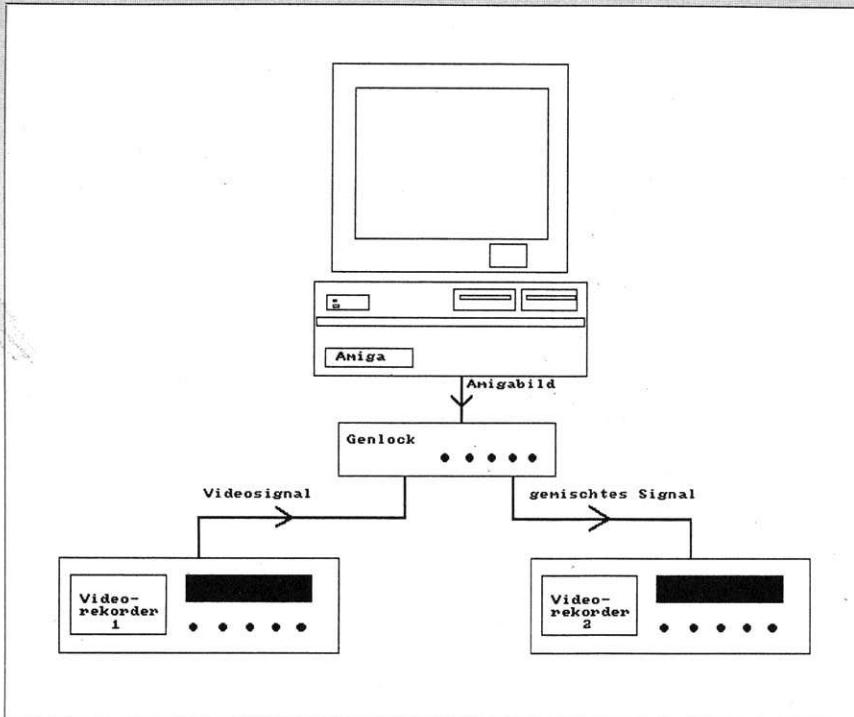 Amiga
Amigabild
Genlock
Videosignal
gemischtes Signal
Video-
rekorder
1
Video-
rekorder
2